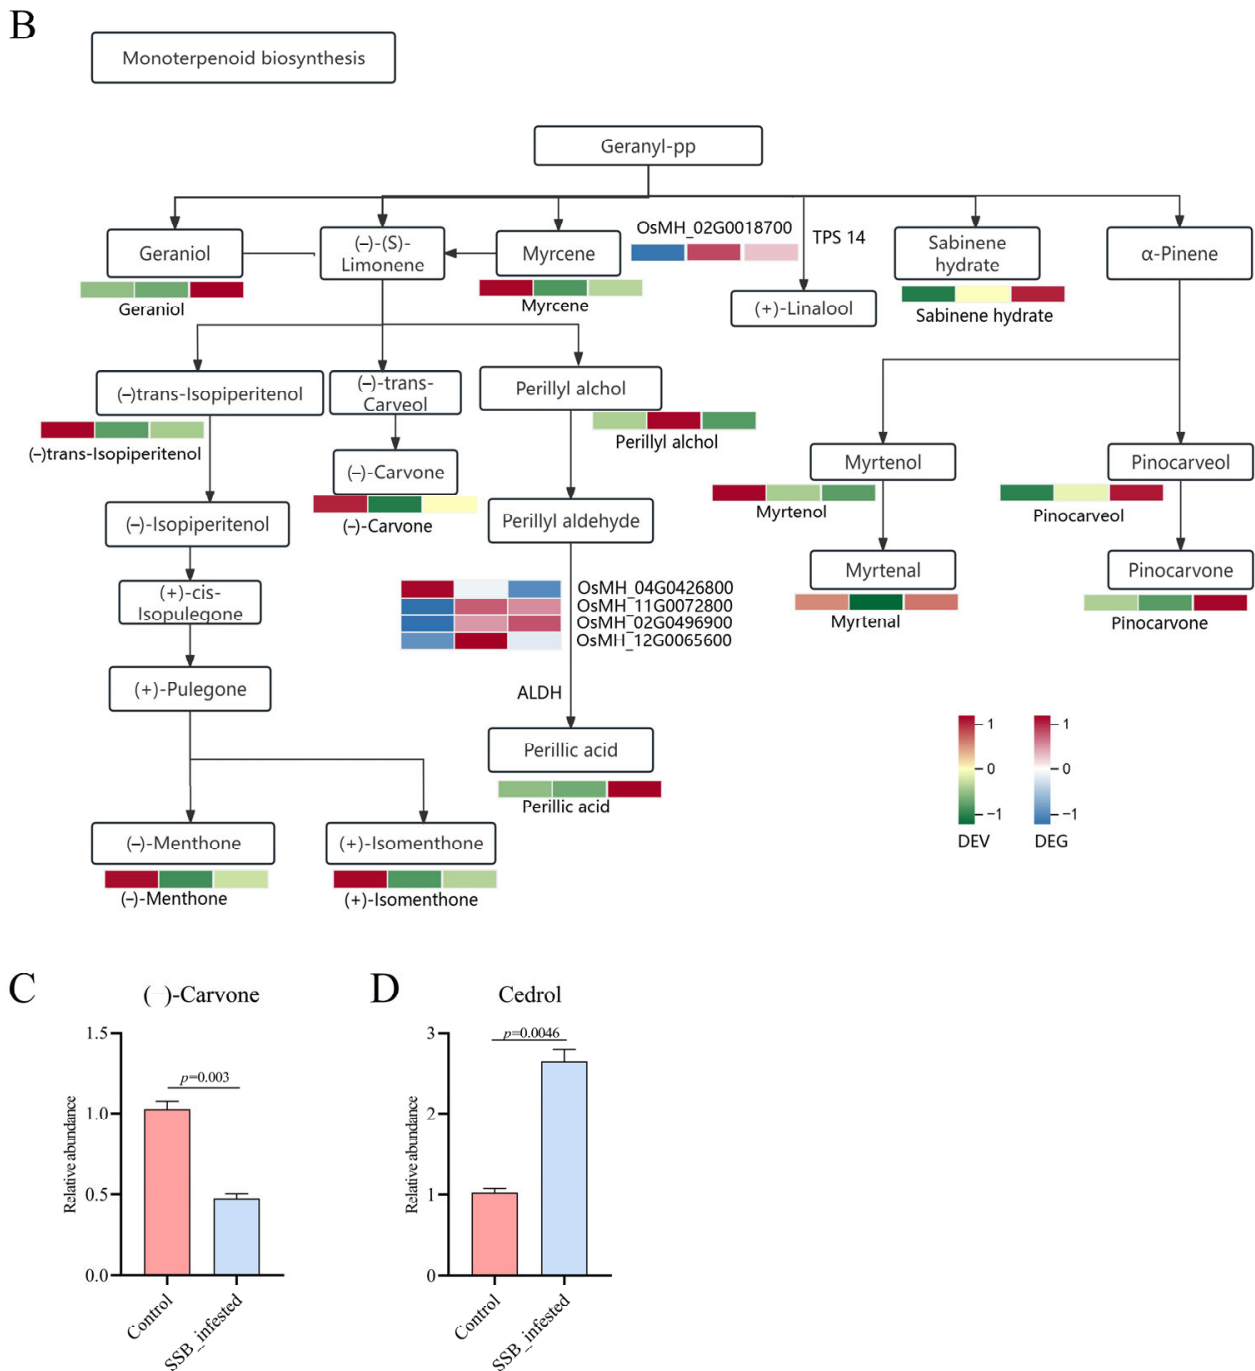 B
Monoterpenoid biosynthesis
Geranyl-pp
Geraniol
(−)-(S)-
Limonene
Myrcene
OsMH_02G0018700
TPS 14
Sabinene
hydrate
α-Pinene
Geraniol
Myrcene
(+)-Linalool
Sabinene hydrate
(−)trans-Isopiperitenol
(−)-trans-
Carveol
Perillyl alchol
(−)trans-Isopiperitenol
Perillyl alchol
(−)-Carvone
(−)-Carvone
Myrtenol
Pinocarveol
Myrtenol
Pinocarveol
(−)-Isopiperitenol
Perillyl aldehyde
Myrtenal
Pinocarvone
Myrtenal
Pinocarvone
(+)-cis-
Isopulegone
OsMH_04G0426800
OsMH_11G0072800
OsMH_02G0496900
OsMH_12G0065600
(+)-Pulegone
ALDH
Perillic acid
Perillic acid
1
0
−1
DEV
1
0
−1
DEG
(−)-Menthone
(+)-Isomenthone
(−)-Menthone
(+)-Isomenthone
C
( )-Carvone
Relative abundance
1.5
1.0
0.5
0.0
p=0.003
Control
SSB_infested
D
Cedrol
Relative abundance
3
2
1
0
p=0.0046
Control
SSB_infested